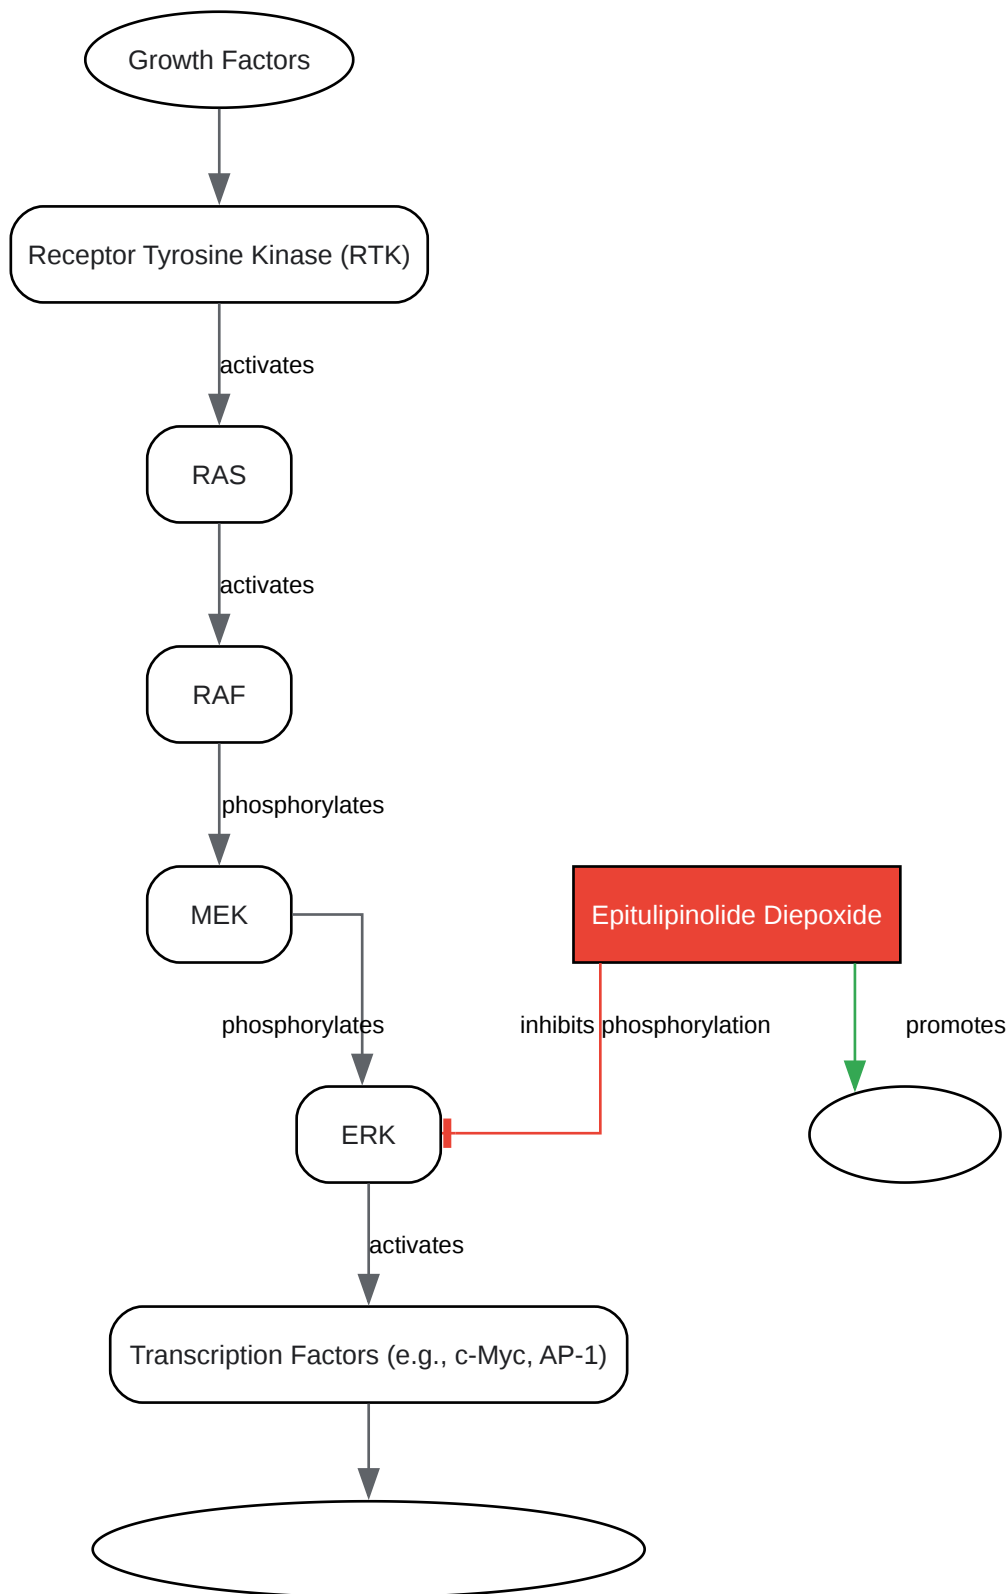 Growth Factors
Receptor Tyrosine Kinase (RTK)
activates
RAS
activates
RAF
phosphorylates
MEK
Epitulipinolide Diepoxide
phosphorylates
inhibits phosphorylation
promotes
ERK
activates
Transcription Factors (e.g., c-Myc, AP-1)